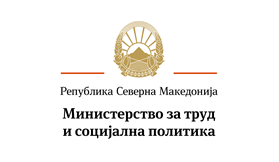 Република Северна Македонија
Министерство за труд
и социјална политика